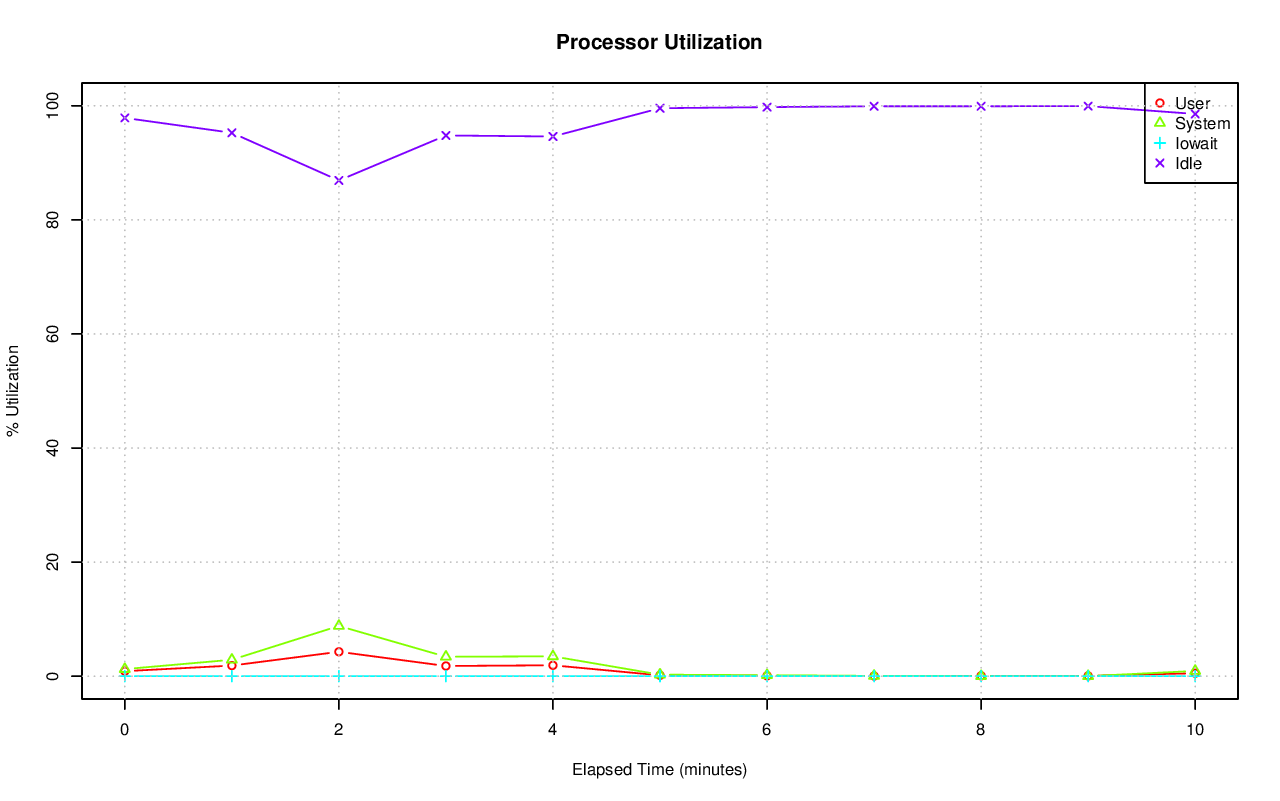 Processor Utilization
% Utilization
100
80
60
40
20
0
User
System
Iowait
Idle
0 2 4 6 8 10
Elapsed Time (minutes)